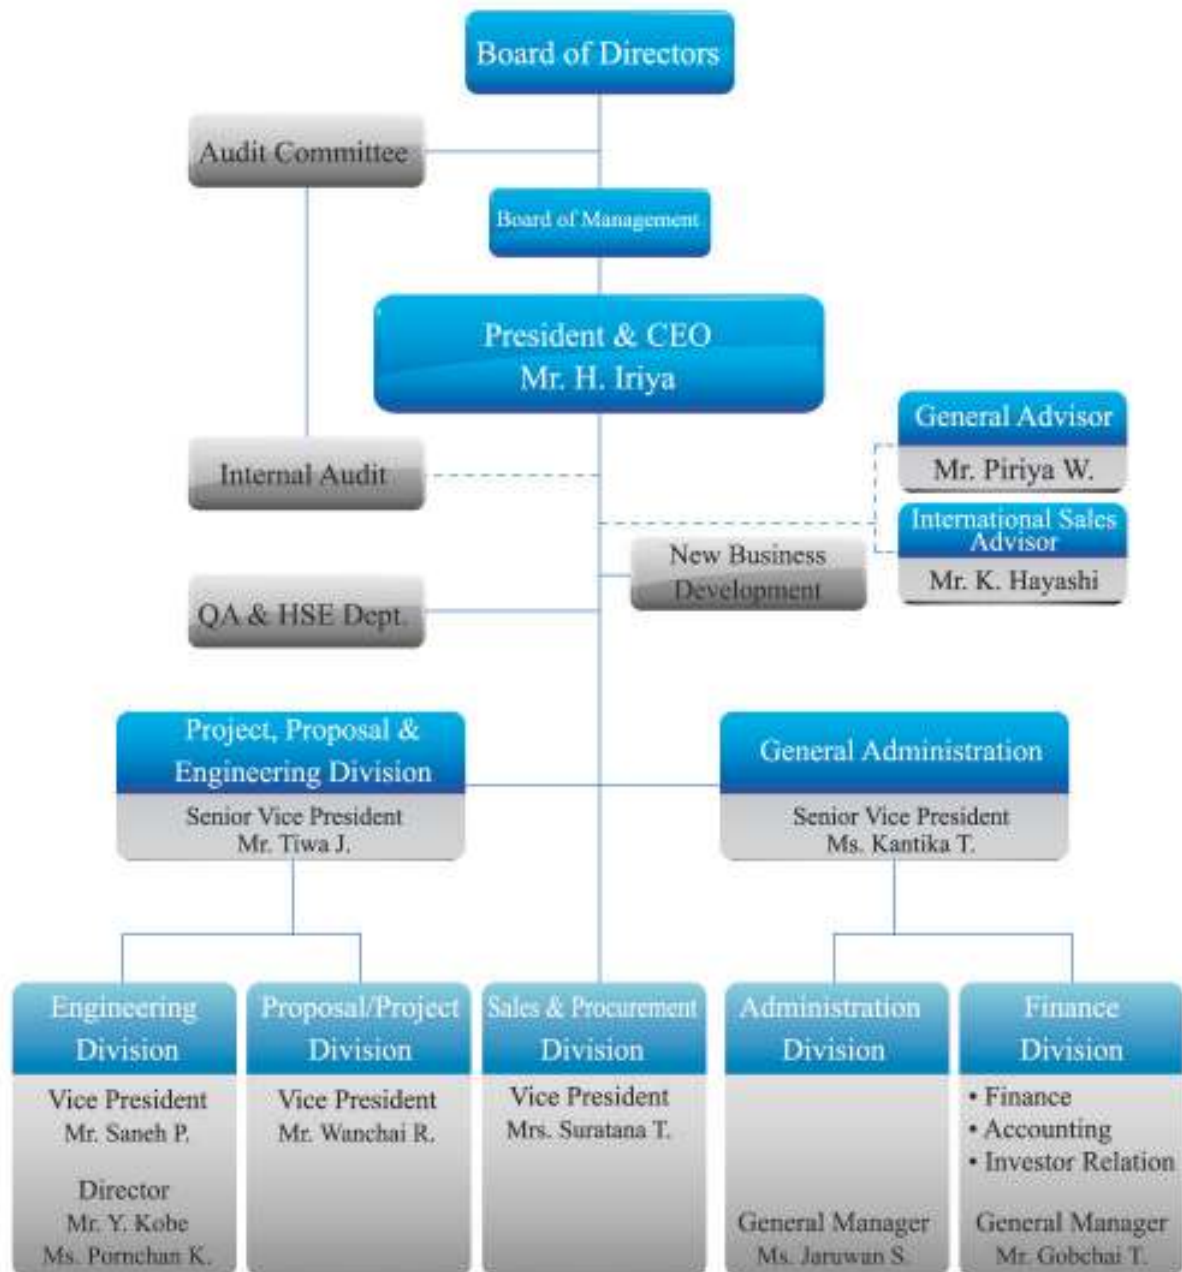 Board of Directors
Audit Committee
Board of Management
President & CEO
Mr. H. Iriya
General Advisor
Mr. Piriya W.
Internal Audit
International Sales
Advisor
Mr. K. Hayashi
New Business
Development
QA & HSE Dept.
Project, Proposal &
Engineering Division
Senior Vice President
Mr. Tiwa J.
General Administration
Senior Vice President
Ms. Kantika T.
Engineering
Division
Vice President
Mr. Saneh P.
Director
Mr. Y. Kobe
Ms. Pornchan K.
Proposal/Project
Division
Vice President
Mr. Wanchai R.
Sales & Procurement
Division
Vice President
Mrs. Suratana T.
Administration
Division
General Manager
Ms. Jaruwan S.
Finance
Division
• Finance
• Accounting
• Investor Relation
General Manager
Mr. Gobchai T.